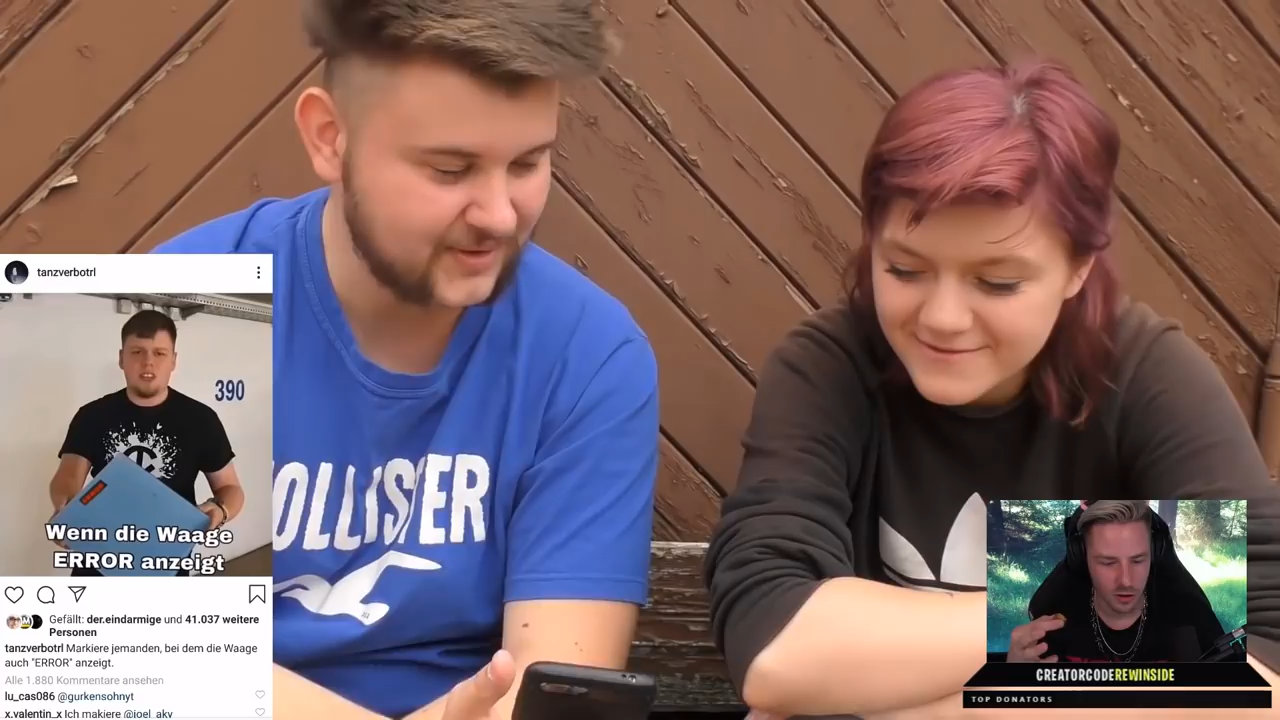 tanzverbotrl
390
Wenn die Waage
ERROR anzeigt
Gefällt: der.eindarmige und 41.037 weitere
Personen
tanzverbotrl Markiere jemanden, bei dem die Waage
auch "ERROR" anzeigt.
Alle 1.880 Kommentare ansehen
lu_cas086 @gurkensohnyt
x.valentin_x Ich makiere @joel_aky
OLLISTER
CREATORCODEREWINSIDE
TOP DONATORS